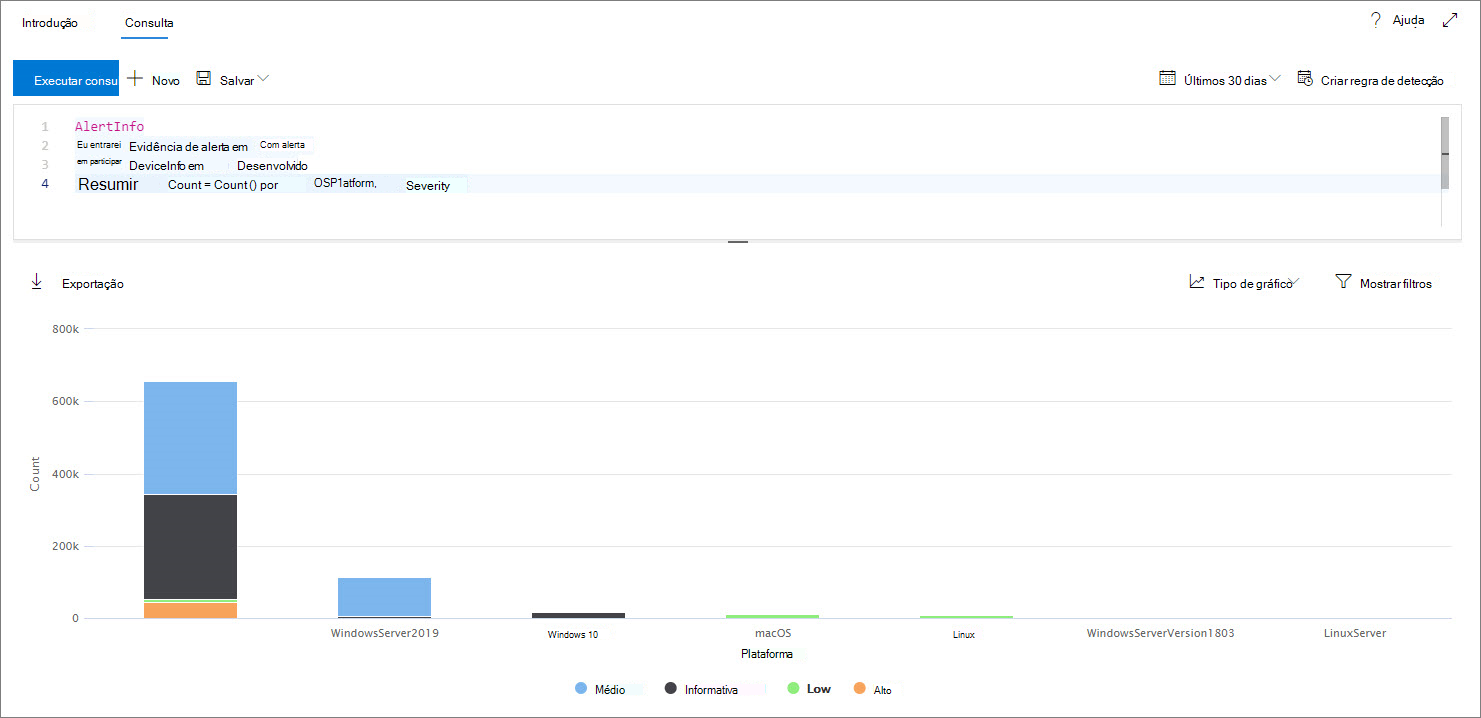 Introdução Consulta ? Ajuda
Executar consu Novo Salvar Últimos 30 dias Criar regra de detecção
1 AlertInfo
2 Eu entrarei Evidência de alerta em Com alerta
3 em participar DeviceInfo em Desenvolvido
4 Resumir Count = Count () por OSP1atform, Severity
Exportação Tipo de gráfico Mostrar filtros
800k
600k
400k
200k
0
Count
WindowsServer2019 Windows 10 macOS Linux WindowsServerVersion1803 LinuxServer
Plataforma
Médio Informativa Low Alto